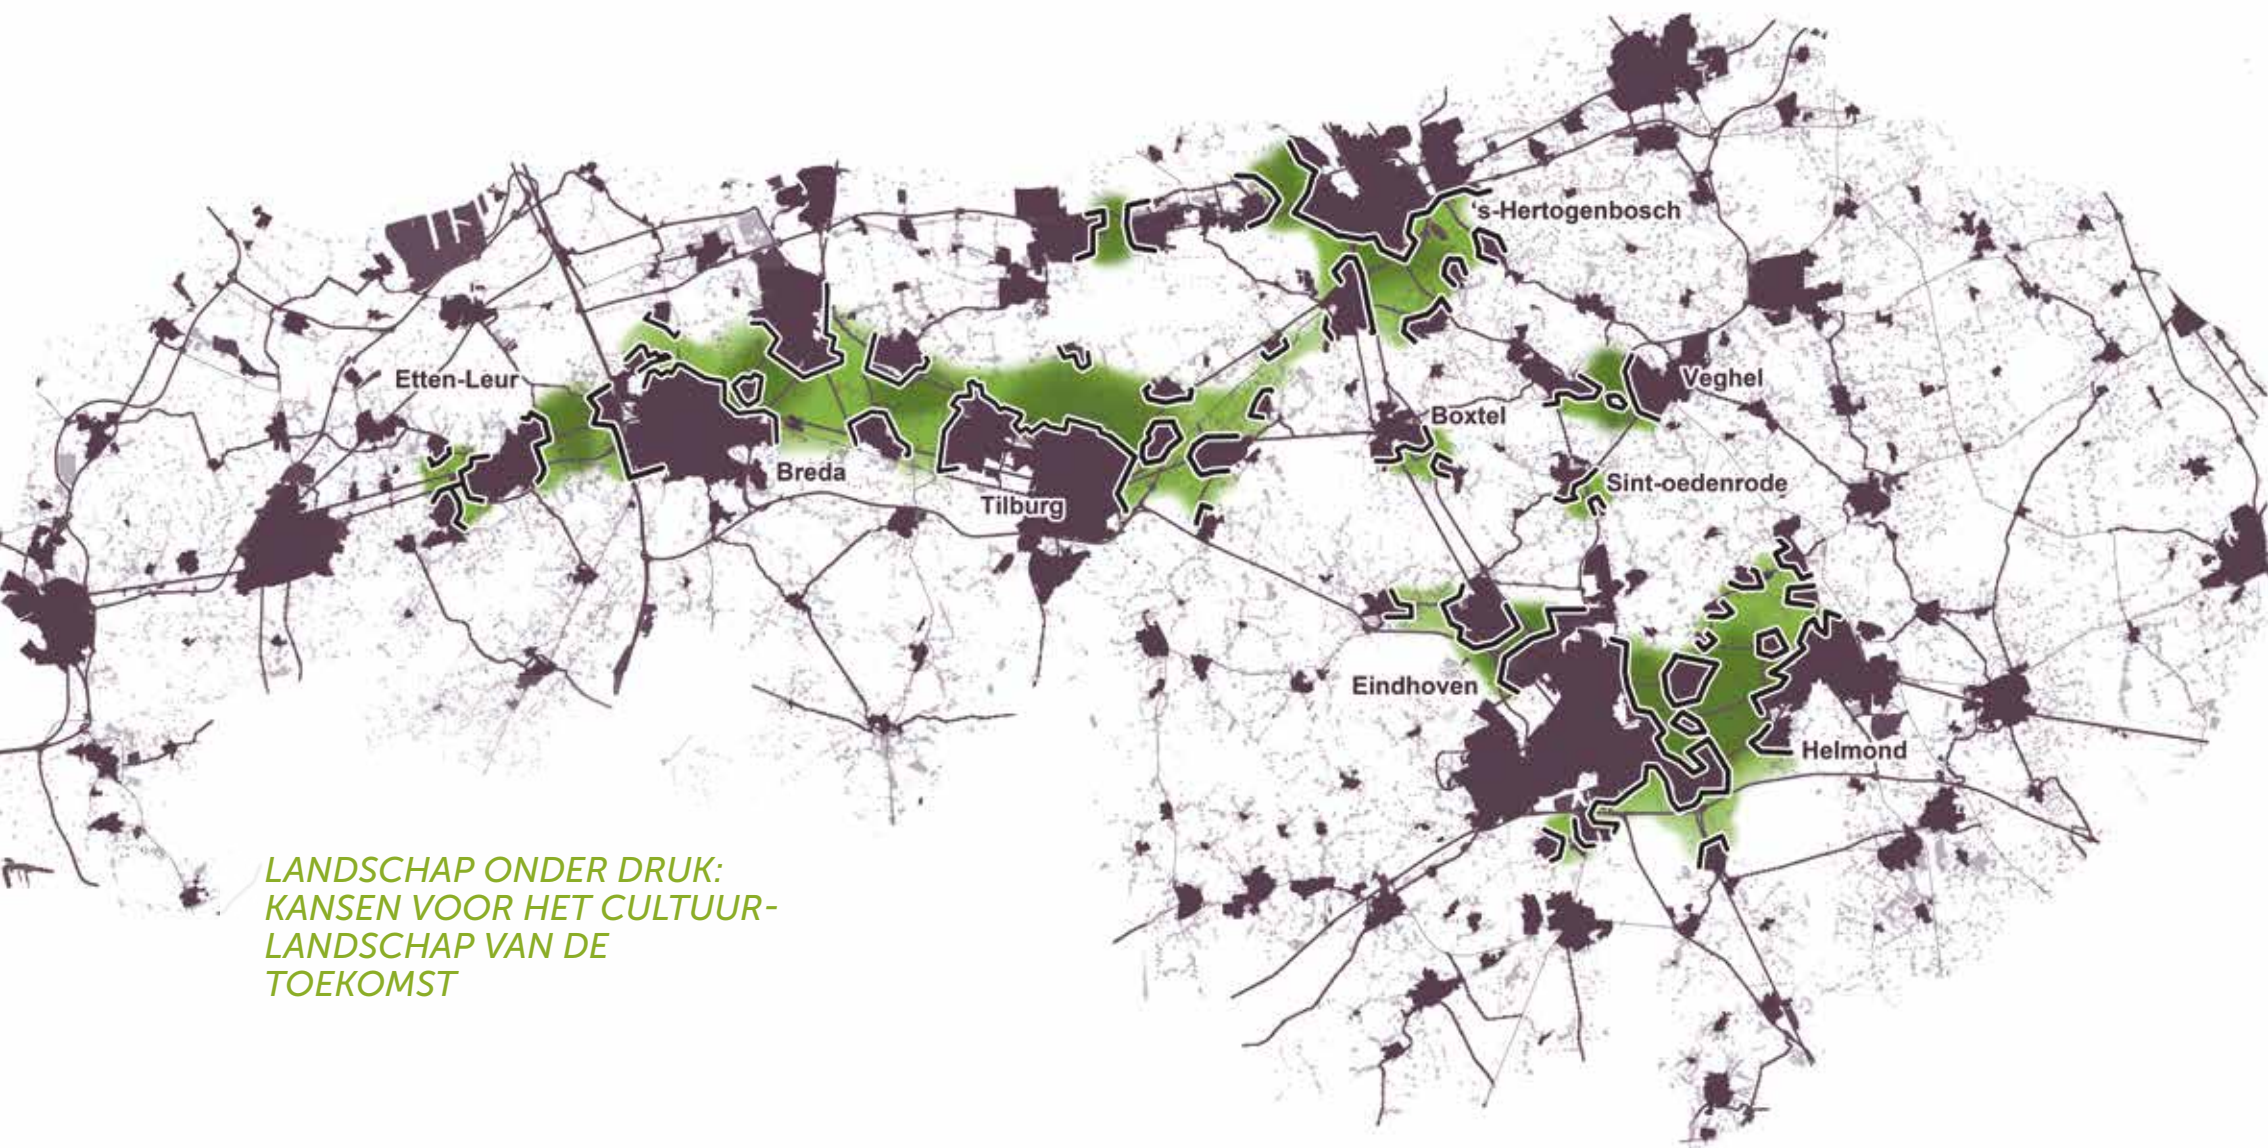 's-Hertogenbosch
Etten-Leur
Veghel
Boxtel
Breda
Sint-oedenrode
Tilburg
Eindhoven
Helmond
LANDSCHAP ONDER DRUK:
KANSEN VOOR HET CULTUUR-
LANDSCHAP VAN DE
TOEKOMST